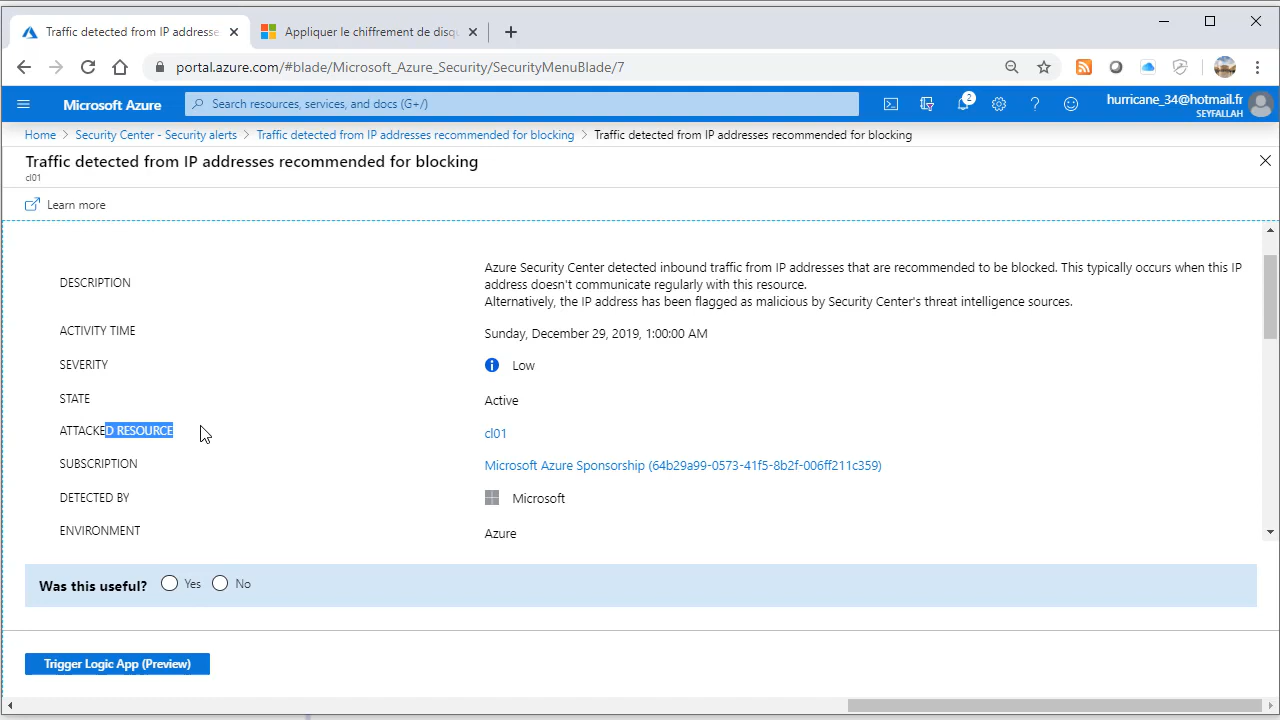 Traffic detected from IP addresse
Appliquer le chiffrement de disqu
portal.azure.com/#blade/Microsoft_Azure_Security/SecurityMenuBlade/7
Microsoft Azure
Search resources, services, and docs (G+/)
2
hurricane_34@hotmail.fr
SEYFALLAH
Home > Security Center - Security alerts > Traffic detected from IP addresses recommended for blocking > Traffic detected from IP addresses recommended for blocking
Traffic detected from IP addresses recommended for blocking
cl01
Learn more
DESCRIPTION
Azure Security Center detected inbound traffic from IP addresses that are recommended to be blocked. This typically occurs when this IP
address doesn't communicate regularly with this resource.
Alternatively, the IP address has been flagged as malicious by Security Center's threat intelligence sources.
ACTIVITY TIME
Sunday, December 29, 2019, 1:00:00 AM
SEVERITY
Low
STATE
Active
ATTACKED RESOURCE
cl01
SUBSCRIPTION
Microsoft Azure Sponsorship (64b29a99-0573-41f5-8b2f-006ff211c359)
DETECTED BY
Microsoft
ENVIRONMENT
Azure
Was this useful? Yes No
Trigger Logic App (Preview)